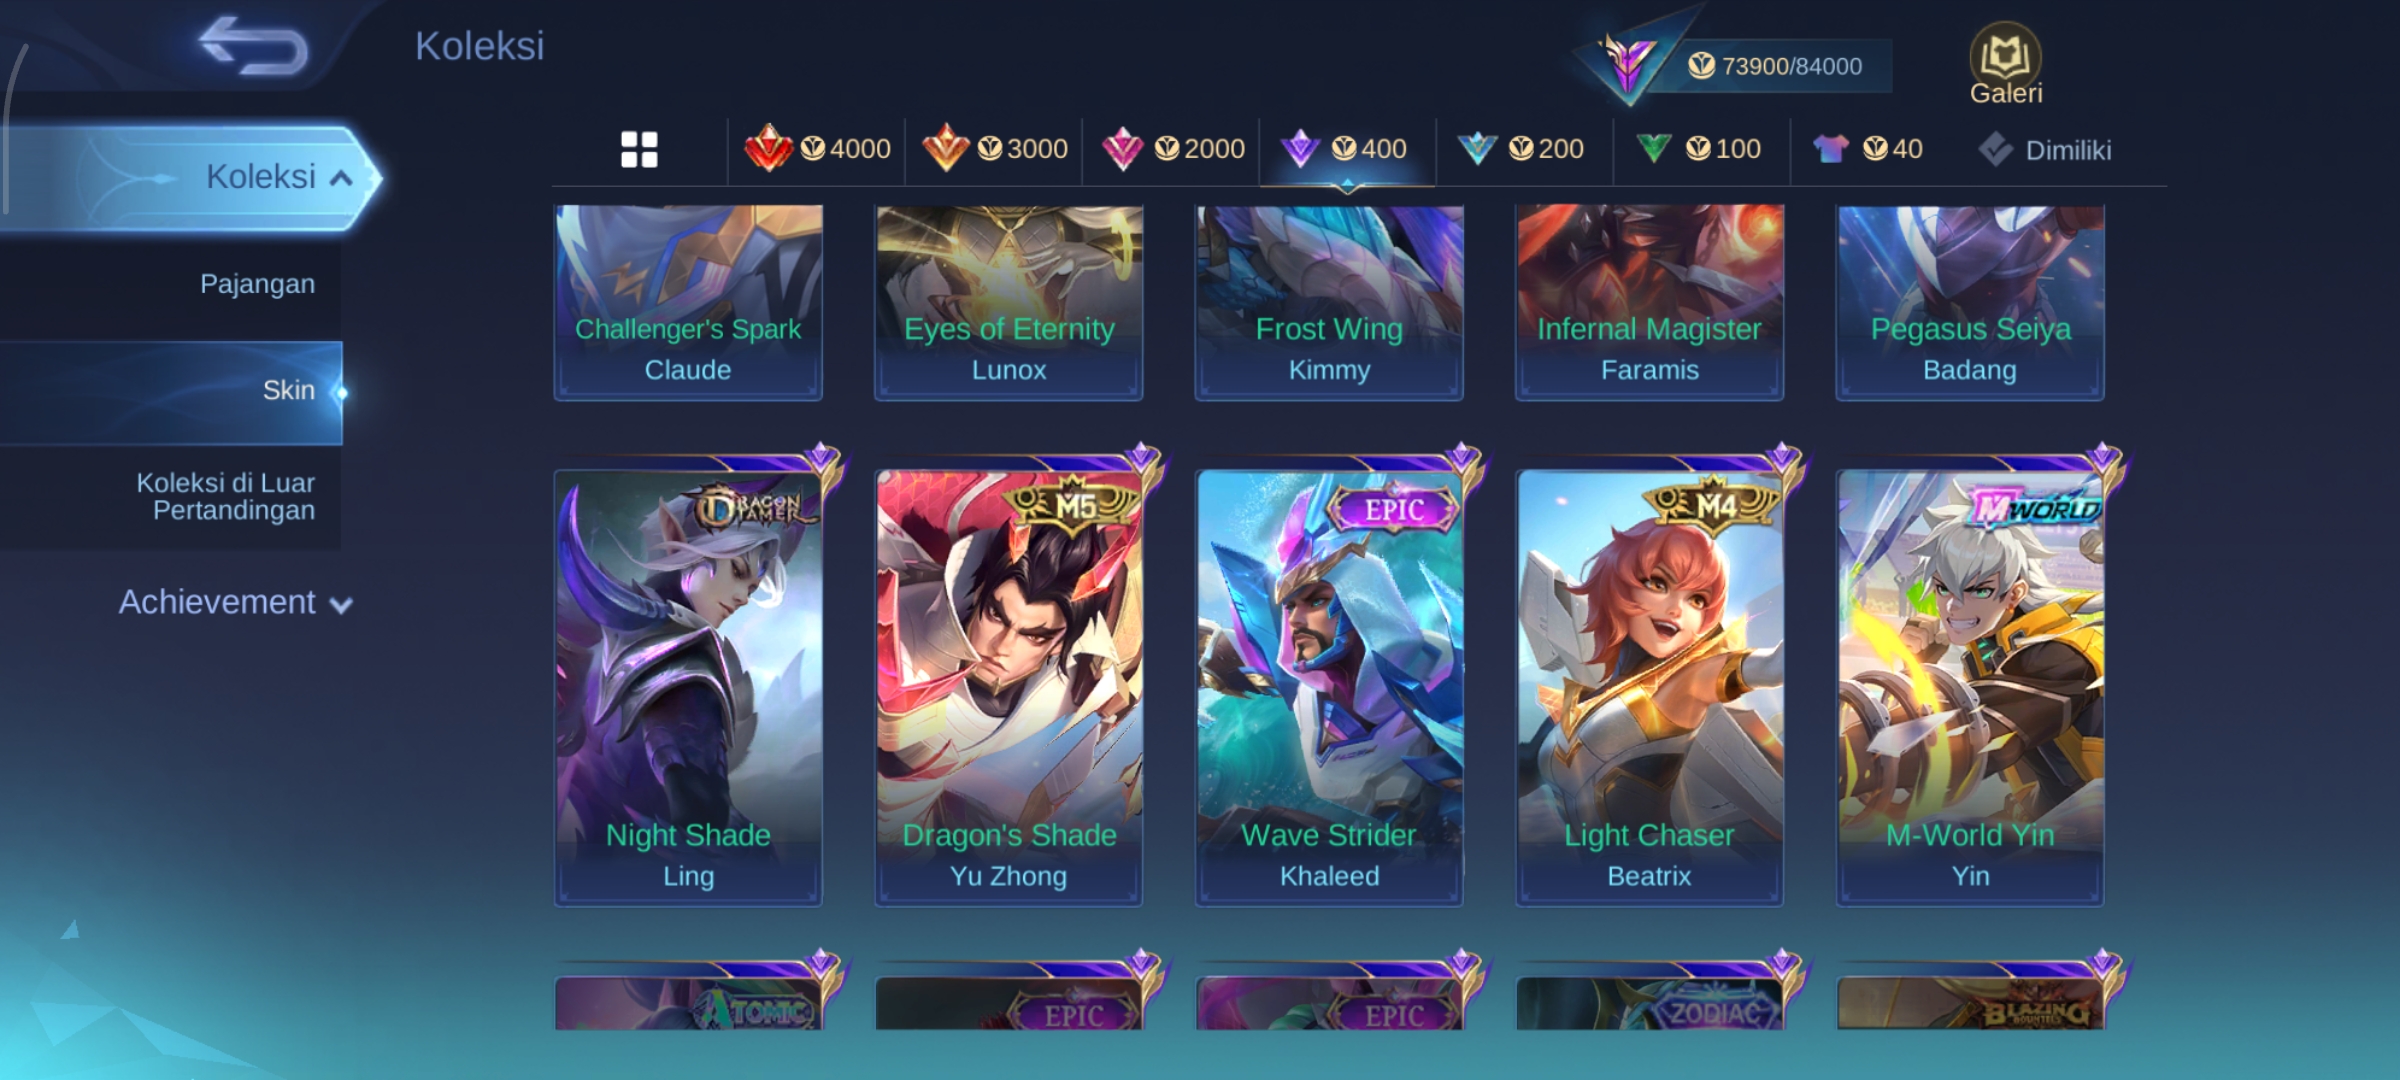 Koleksi
73900/84000
Galeri
4000
3000
2000
400
200
100
40
Dimiliki
Koleksi
Pajangan
Skin
Koleksi di Luar
Pertandingan
Achievement
Challenger's Spark
Claude
Eyes of Eternity
Lunox
Frost Wing
Kimmy
Infernal Magister
Faramis
Pegasus Seiya
Badang
DRAGON
TAMER
Night Shade
Ling
M5
Dragon's Shade
Yu Zhong
EPIC
Wave Strider
Khaleed
M4
Light Chaser
Beatrix
M WORLD
M-World Yin
Yin
ATOMIC
EPIC
EPIC
ZODIAC
BLAZING
BOUNTIES